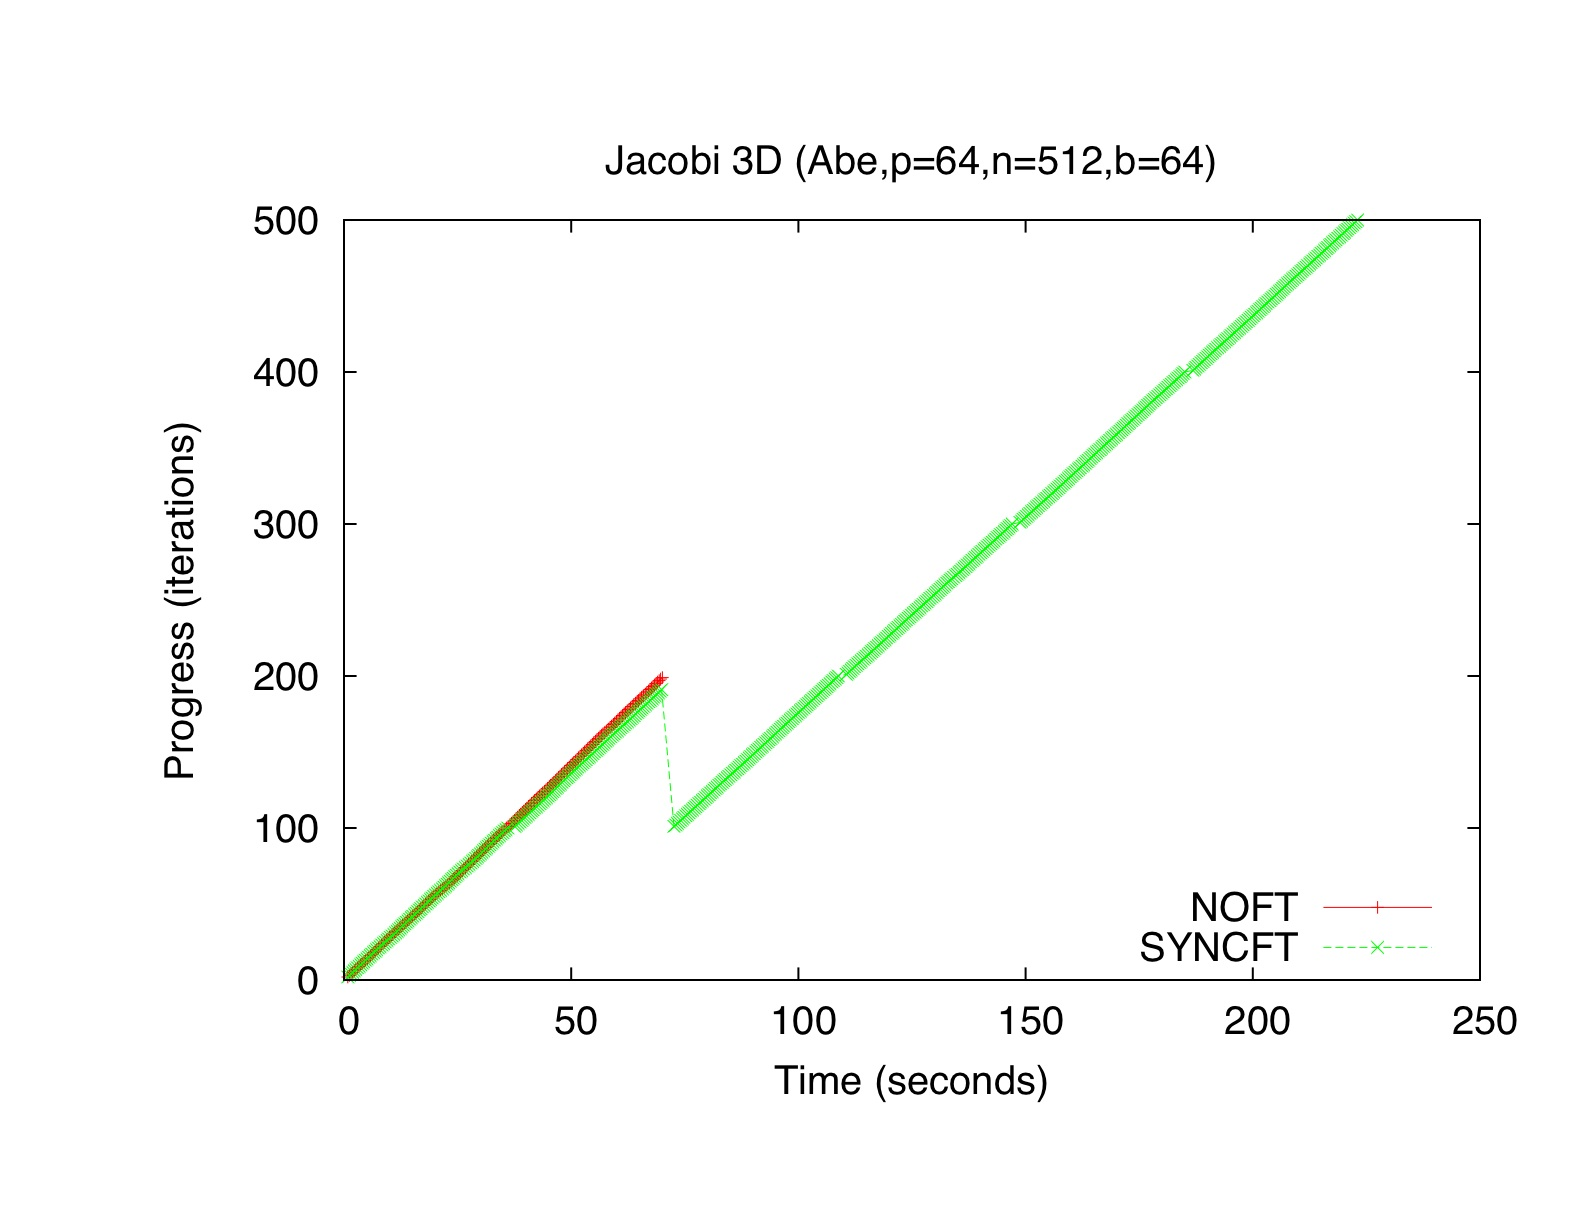 Jacobi 3D (Abe,p=64,n=512,b=64)
500
400
300
200
100
0
Progress (iterations)
NOFT
SYNCFT
0 50 100 150 200 250
Time (seconds)